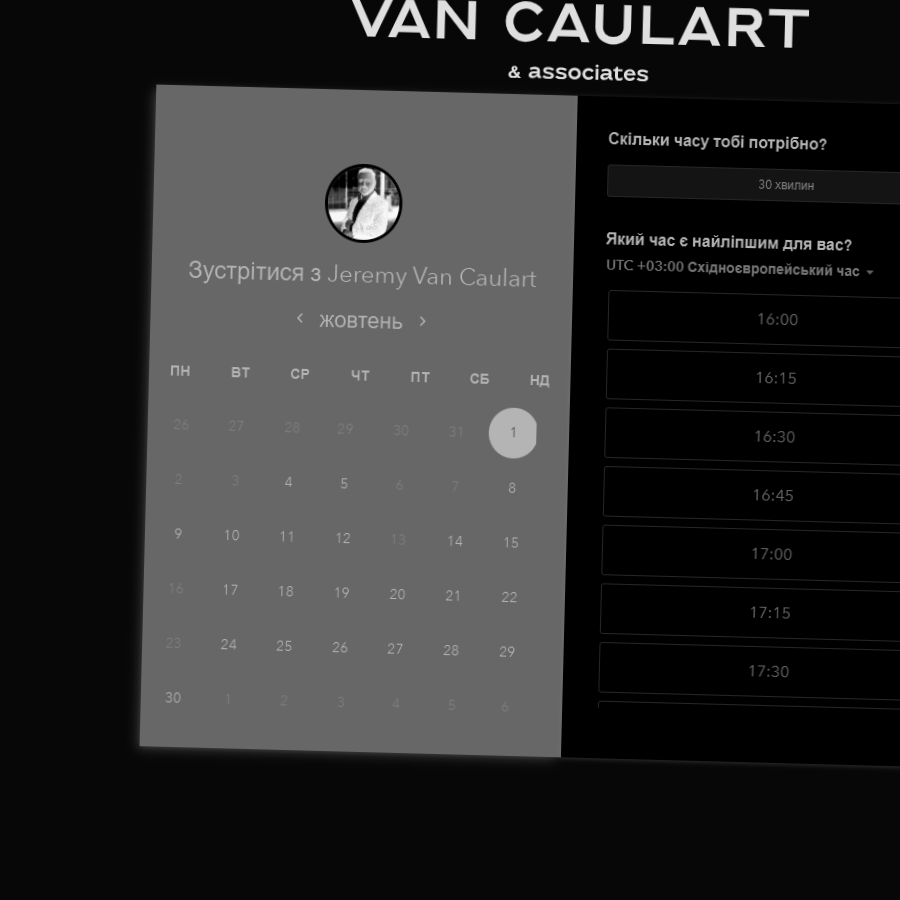 VAN CAULART
& associates
Зустрітися з Jeremy Van Caulart
жовтень
ПН ВТ СР ЧТ ПТ СБ НД
26 27 28 29 30 31 1
2 3 4 5 6 7 8
9 10 11 12 13 14 15
16 17 18 19 20 21 22
23 24 25 26 27 28 29
30 1 2 3 4 5 6
Скільки часу тобі потрібно?
30 хвилин
Який час є найліпшим для вас?
UTC +03:00 Східноєвропейський час
16:00
16:15
16:30
16:45
17:00
17:15
17:30